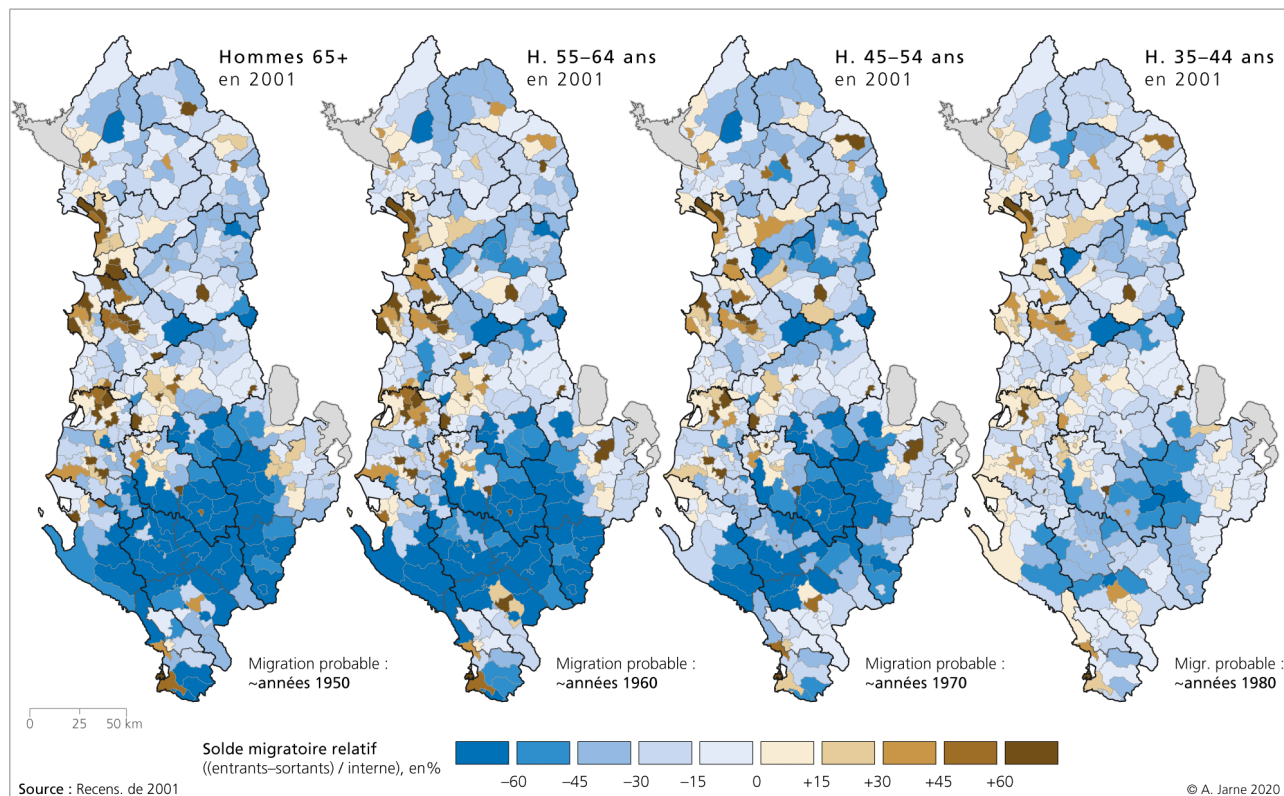 Hommes 65+
en 2001
H. 55–64 ans
en 2001
H. 45–54 ans
en 2001
H. 35–44 ans
en 2001
Migration probable :
~années 1950
Migration probable :
~années 1960
Migration probable :
~années 1970
Migr. probable :
~années 1980
0 25 50 km
Solde migratoire relatif
((entrants–sortants) / interne), en %
–60 –45 –30 –15 0 +15 +30 +45 +60
Source : Recens. de 2001
© A. Jarne 2020